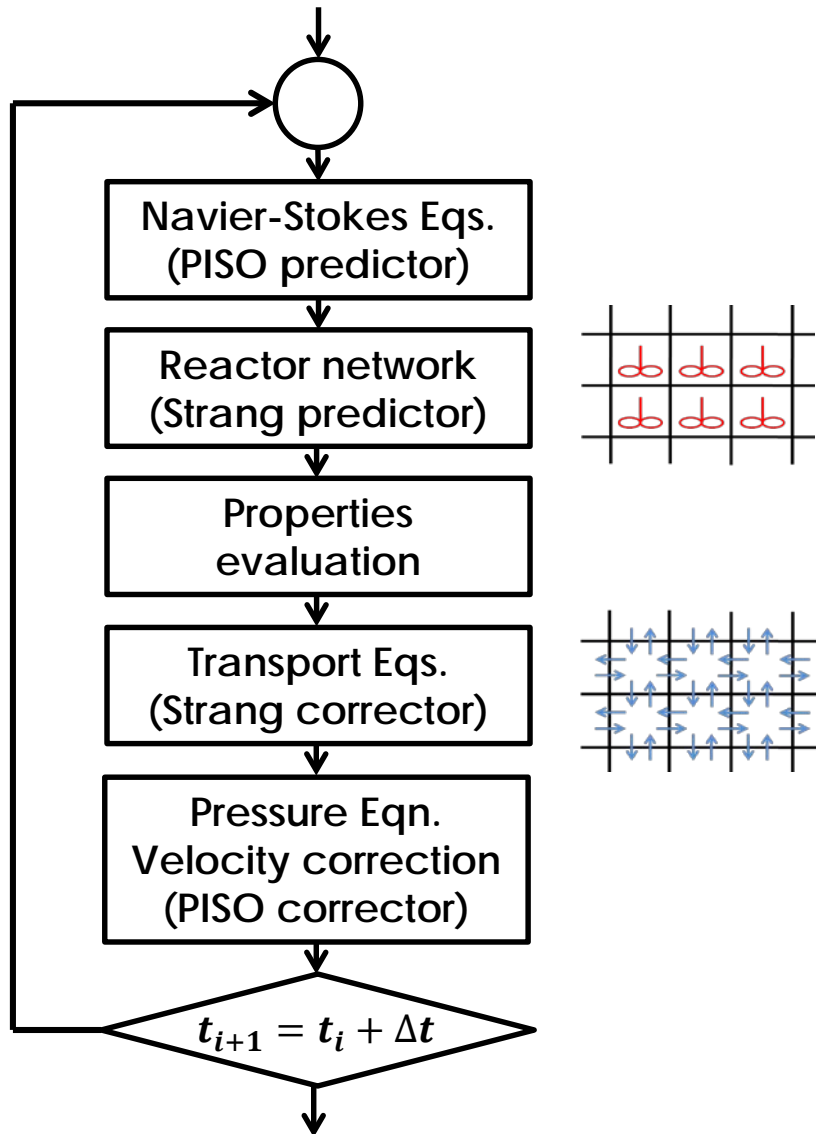 Navier-Stokes Eqs.
(PISO predictor)
Reactor network
(Strang predictor)
Properties
evaluation
Transport Eqs.
(Strang corrector)
Pressure Eqn.
Velocity correction
(PISO corrector)
tᵢ₊₁ = tᵢ + Δt